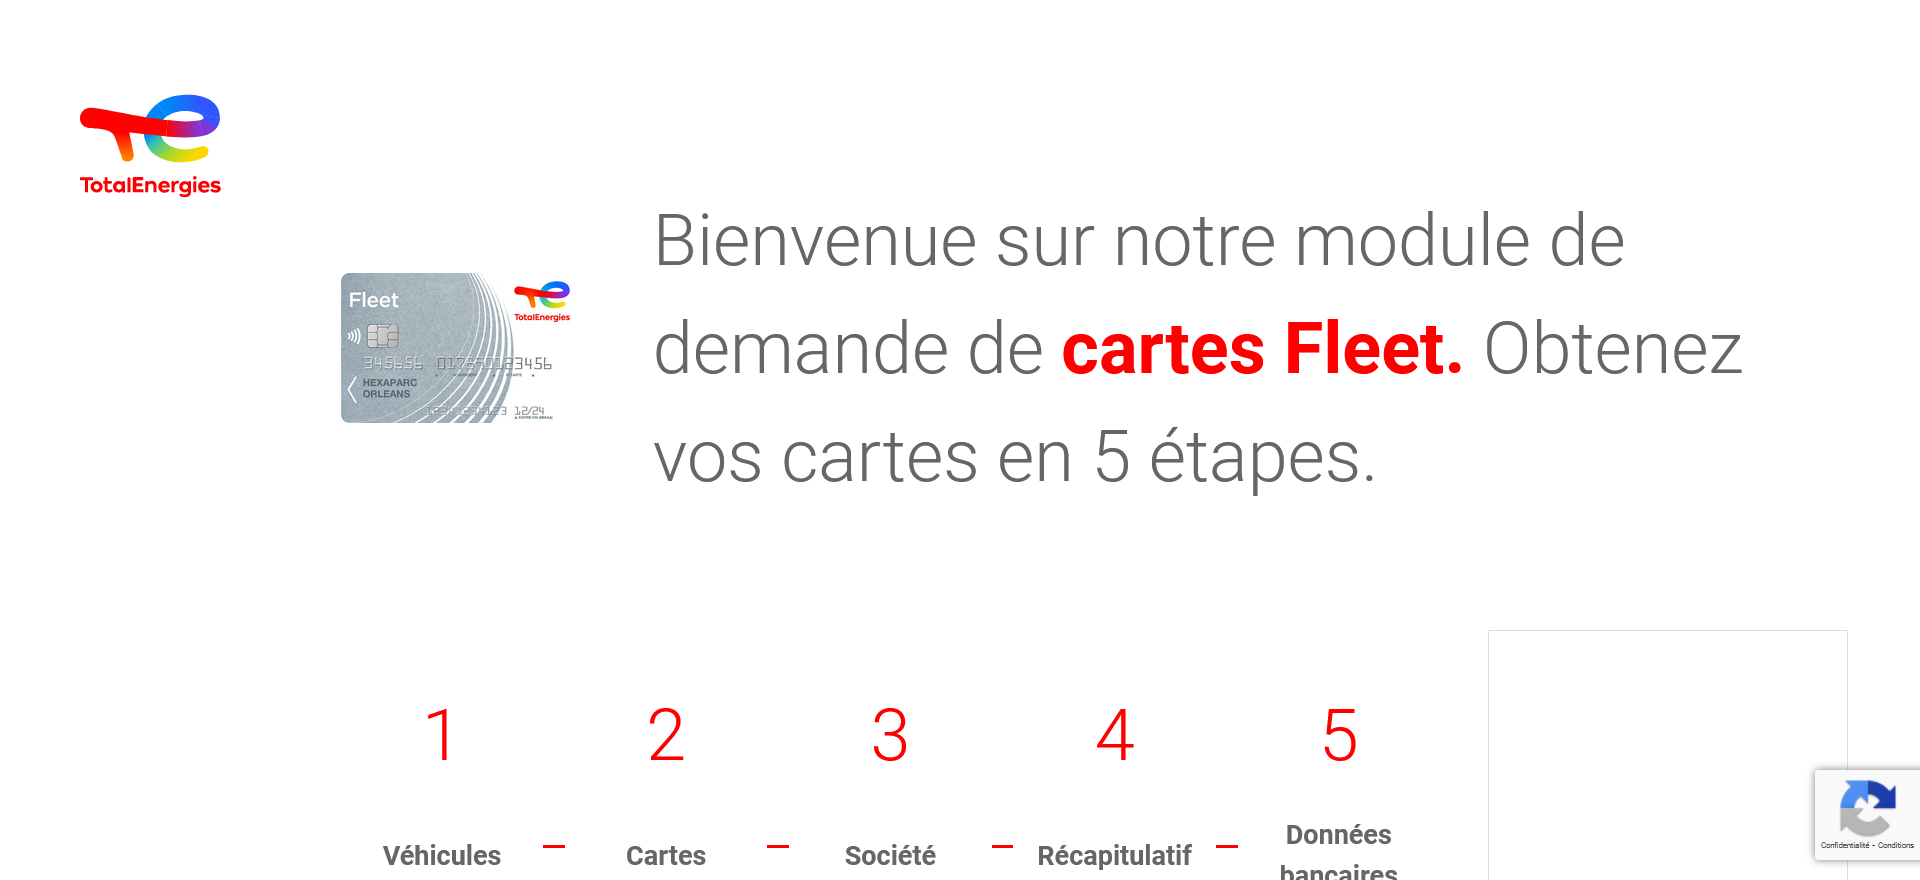 TotalEnergies
Bienvenue sur notre module de
demande de cartes Fleet. Obtenez
vos cartes en 5 étapes.
Fleet
TotalEnergies
345656 017890123456
HEXAPARC
ORLEANS
12/24
1
2
3
4
5
Véhicules
Cartes
Société
Récapitulatif
Données
bancaires
Confidentialité - Conditions